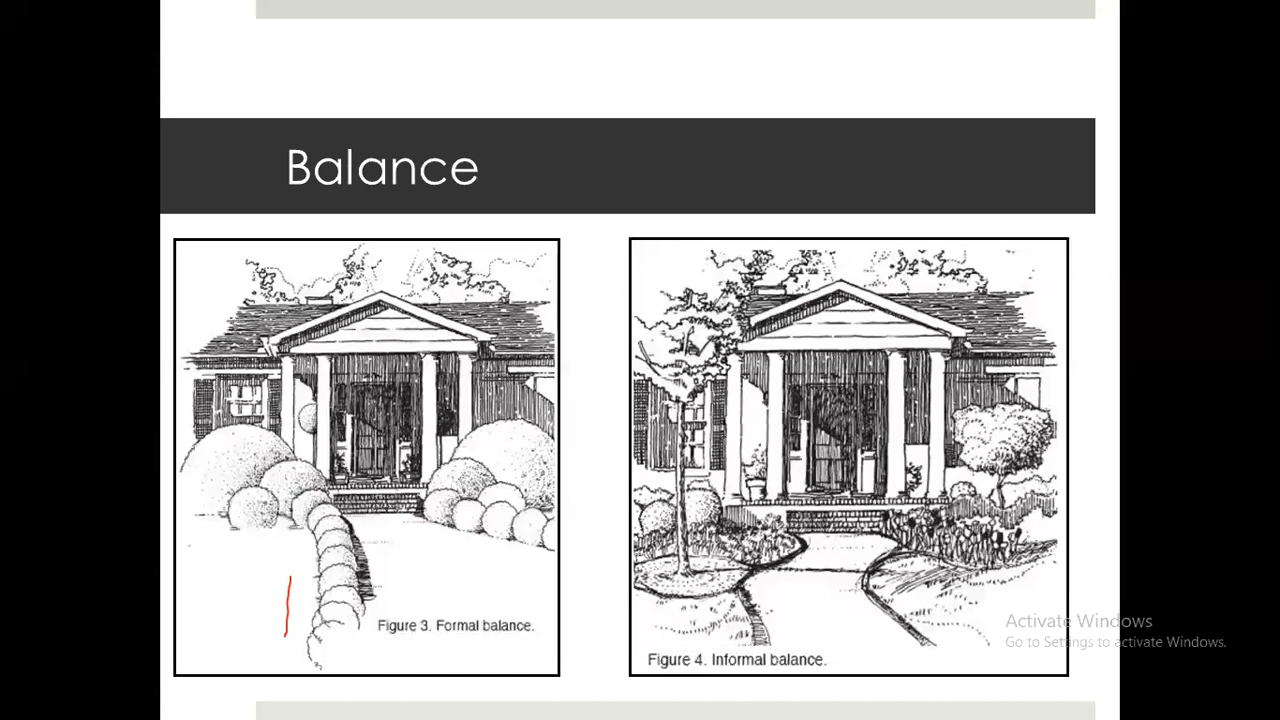 Balance
Figure 3. Formal balance.
Figure 4. Informal balance.
Activate Windows
Go to Settings to activate Windows.